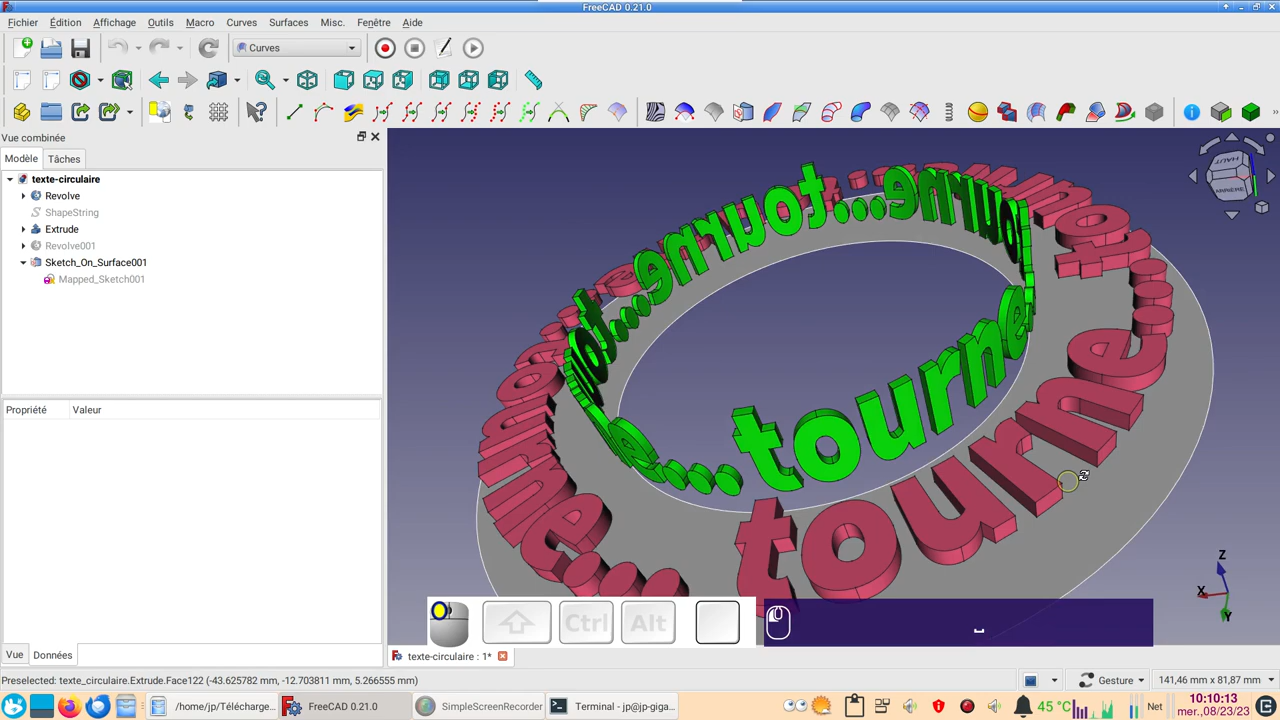 FreeCAD 0.21.0
Fichier Édition Affichage Outils Macro Curves Surfaces Misc. Fenêtre Aide
Curves
Vue combinée
Modèle Tâches
texte-circulaire
Revolve
ShapeString
Extrude
Revolve001
Sketch_On_Surface001
Mapped_Sketch001
Propriété Valeur
HAUT
ARRIÈRE
tourne...tourne...tourne...
tourne...
Z
X
Y
Ctrl Alt
Vue Données
texte-circulaire : 1*
Preselected: texte_circulaire.Extrude.Face122 (-43.625782 mm, -12.703811 mm, 5.266555 mm)
Gesture
141,46 mm x 81,87 mm
/home/jp/Télécharge...
FreeCAD 0.21.0
SimpleScreenRecorder
Terminal - jp@jp-giga...
45 °C
Net
10:10:13
mer.,08/23/23